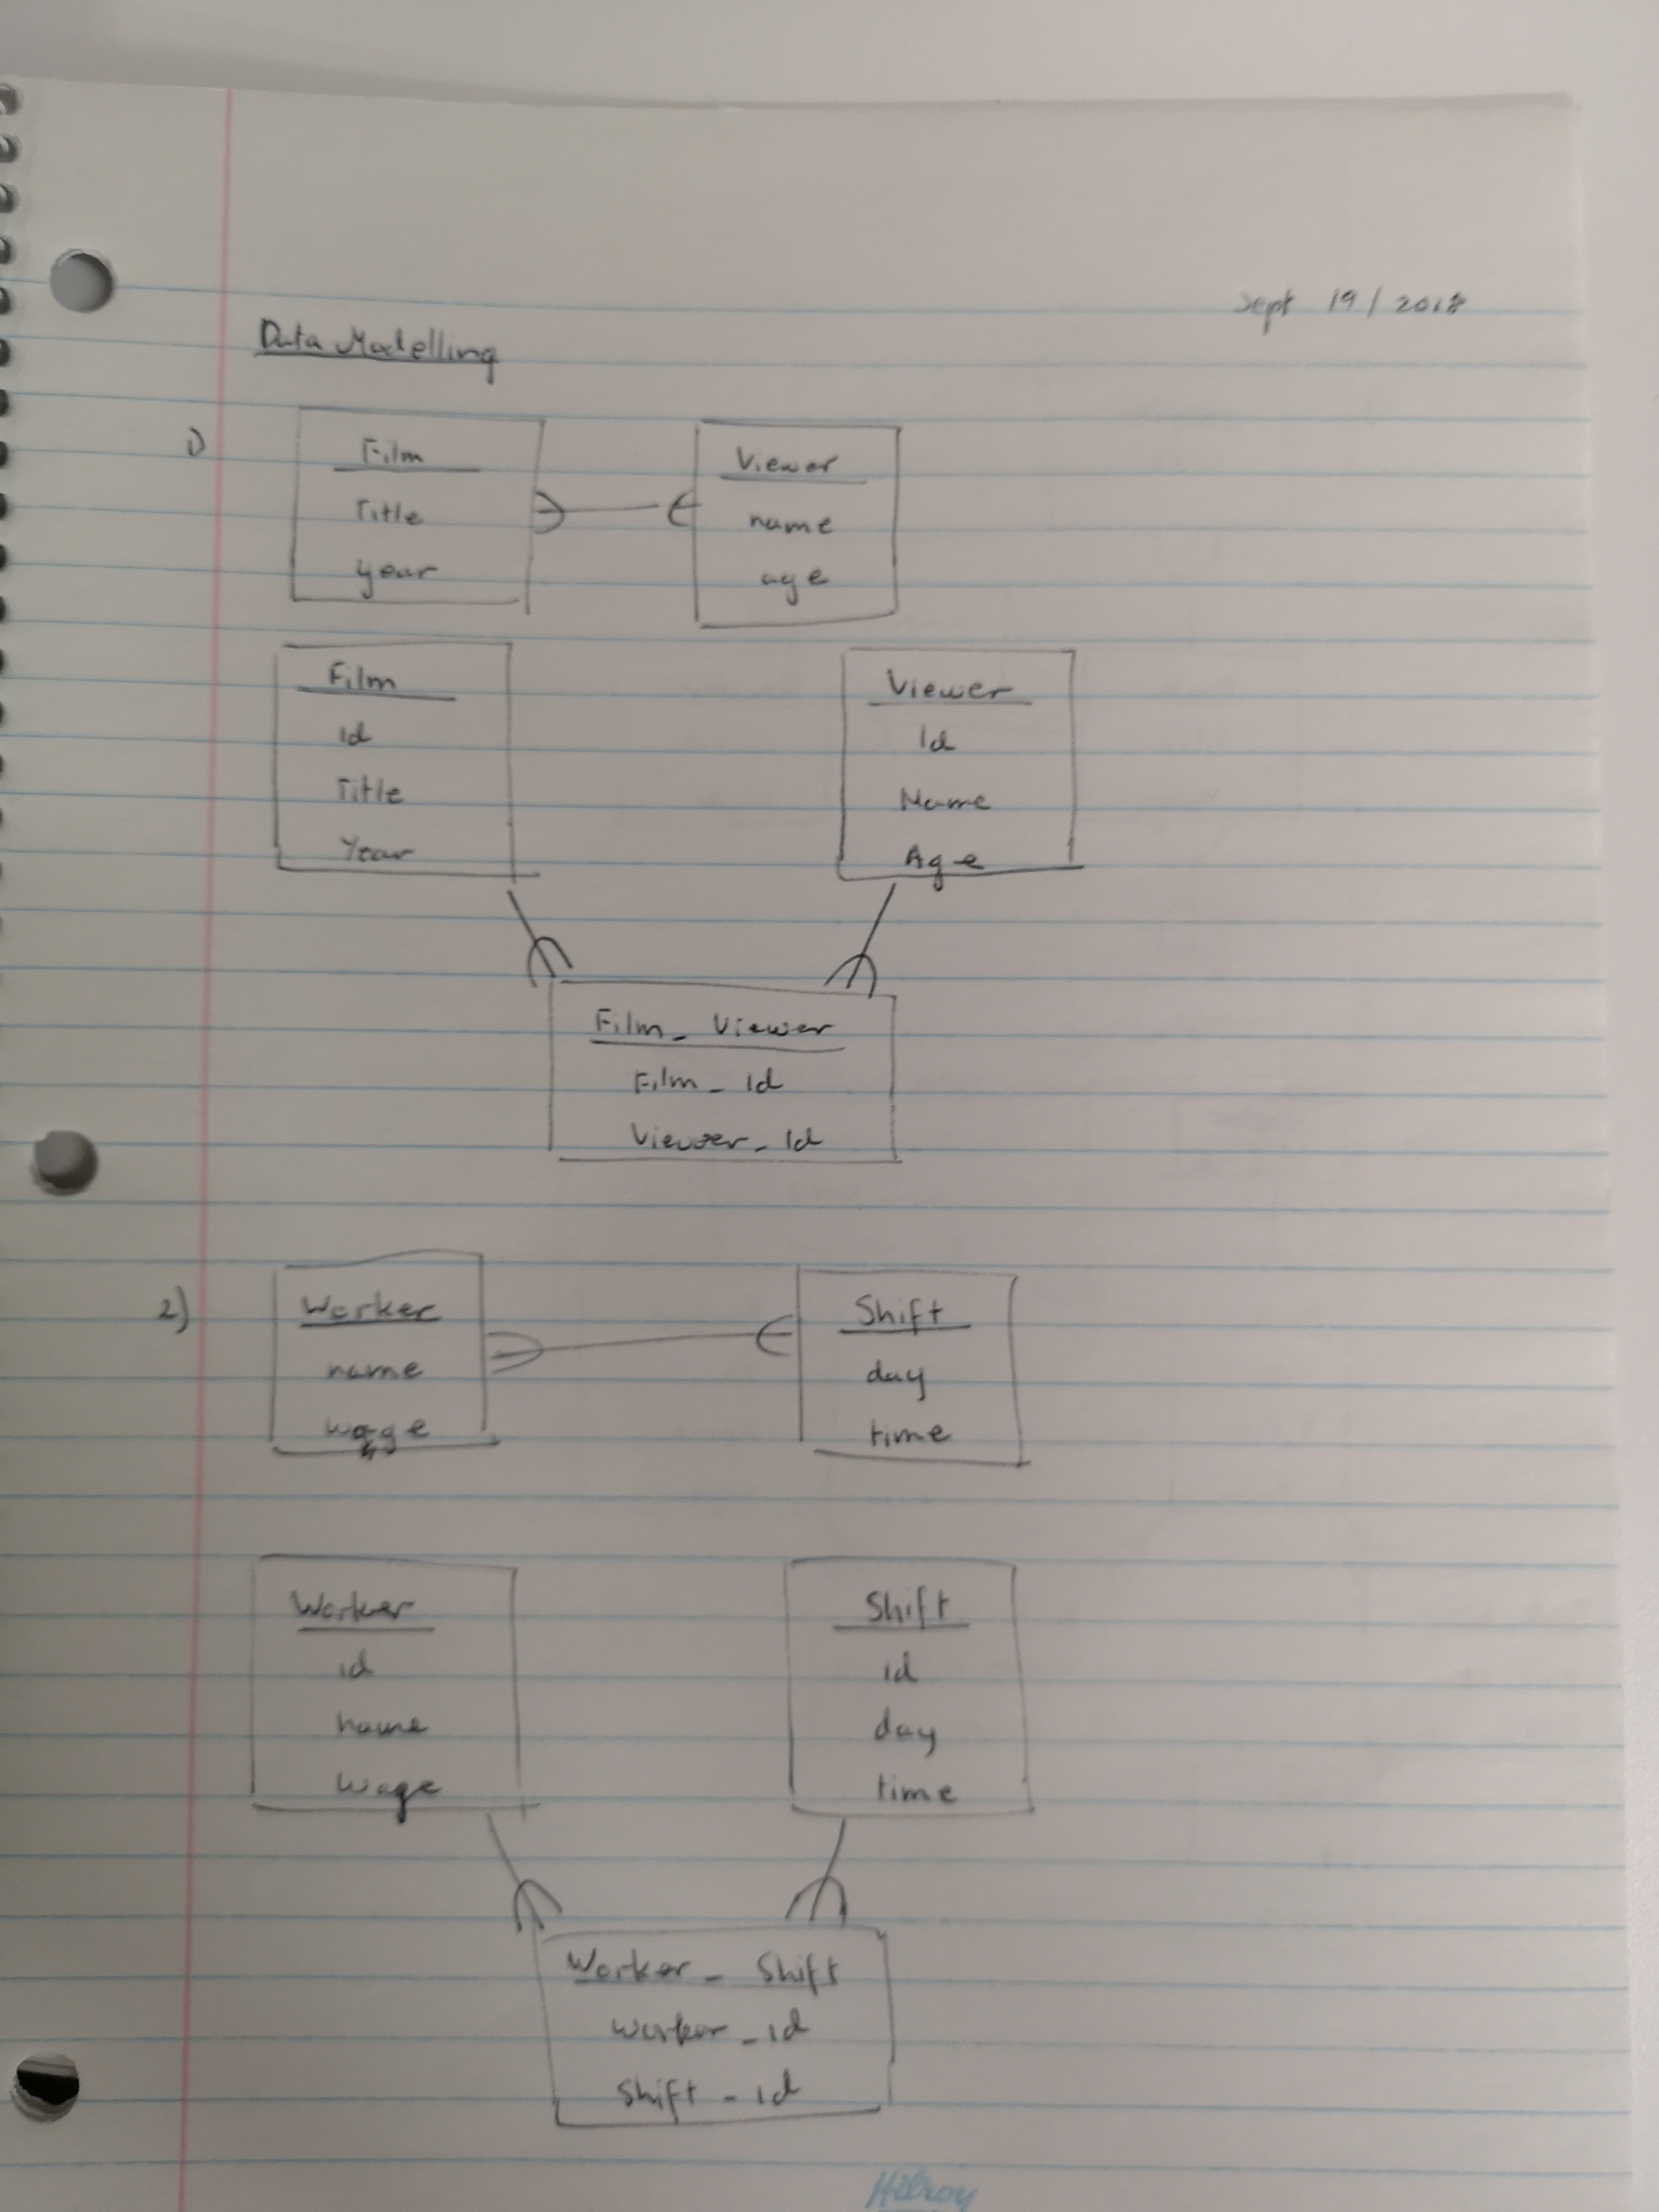 Sept 19/2018
Data Modelling
1)
Film
Title
year
Viewer
name
age
Film
id
Title
Year
Viewer
Id
Name
Age
Film_Viewer
Film_id
Viewer_Id
2)
Worker
name
wage
Shift
day
time
Worker
id
name
wage
Shift
id
day
time
Worker_Shift
worker_id
Shift_id
Hilroy